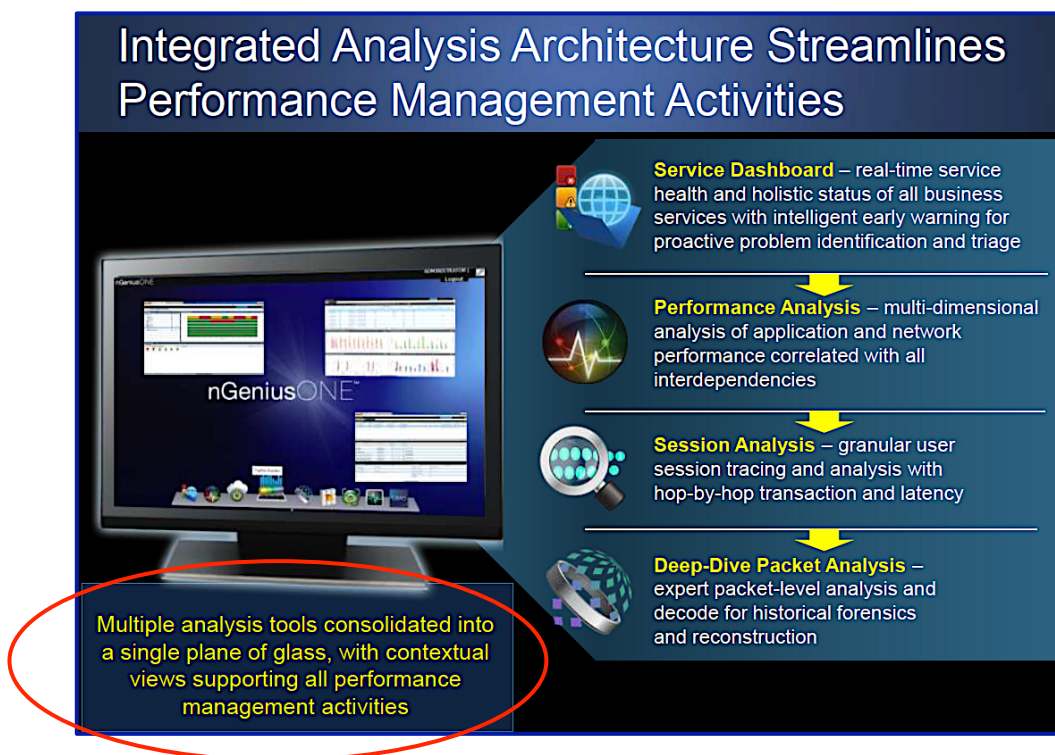 Integrated Analysis Architecture Streamlines
Performance Management Activities
Service Dashboard – real-time service
health and holistic status of all business
services with intelligent early warning for
proactive problem identification and triage
Performance Analysis – multi-dimensional
analysis of application and network
performance correlated with all
interdependencies
Session Analysis – granular user
session tracing and analysis with
hop-by-hop transaction and latency
Deep-Dive Packet Analysis –
expert packet-level analysis and
decode for historical forensics
and reconstruction
nGeniusONE
ADMINISTRATOR |
Logout
nGeniusONE™
Multiple analysis tools consolidated into
a single plane of glass, with contextual
views supporting all performance
management activities